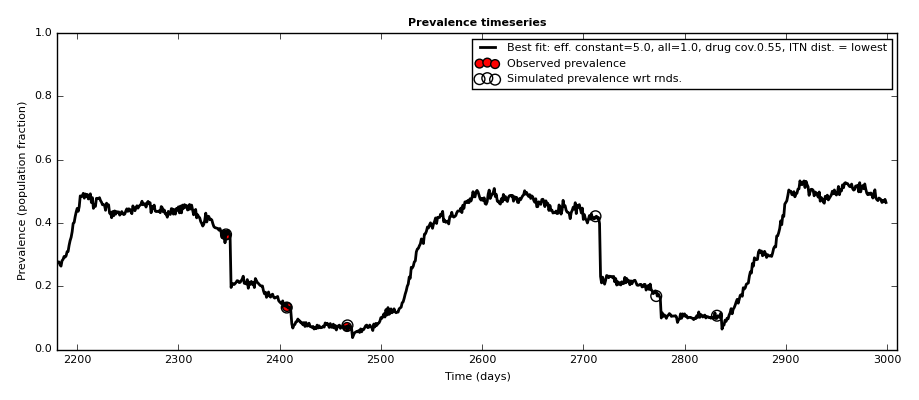 Prevalence timeseries
Best fit: eff. constant=5.0, all=1.0, drug cov.0.55, ITN dist. = lowest
Observed prevalence
Simulated prevalence wrt rnds.
Prevalence (population fraction)
1.0
0.8
0.6
0.4
0.2
0.0
2200 2300 2400 2500 2600 2700 2800 2900 3000
Time (days)